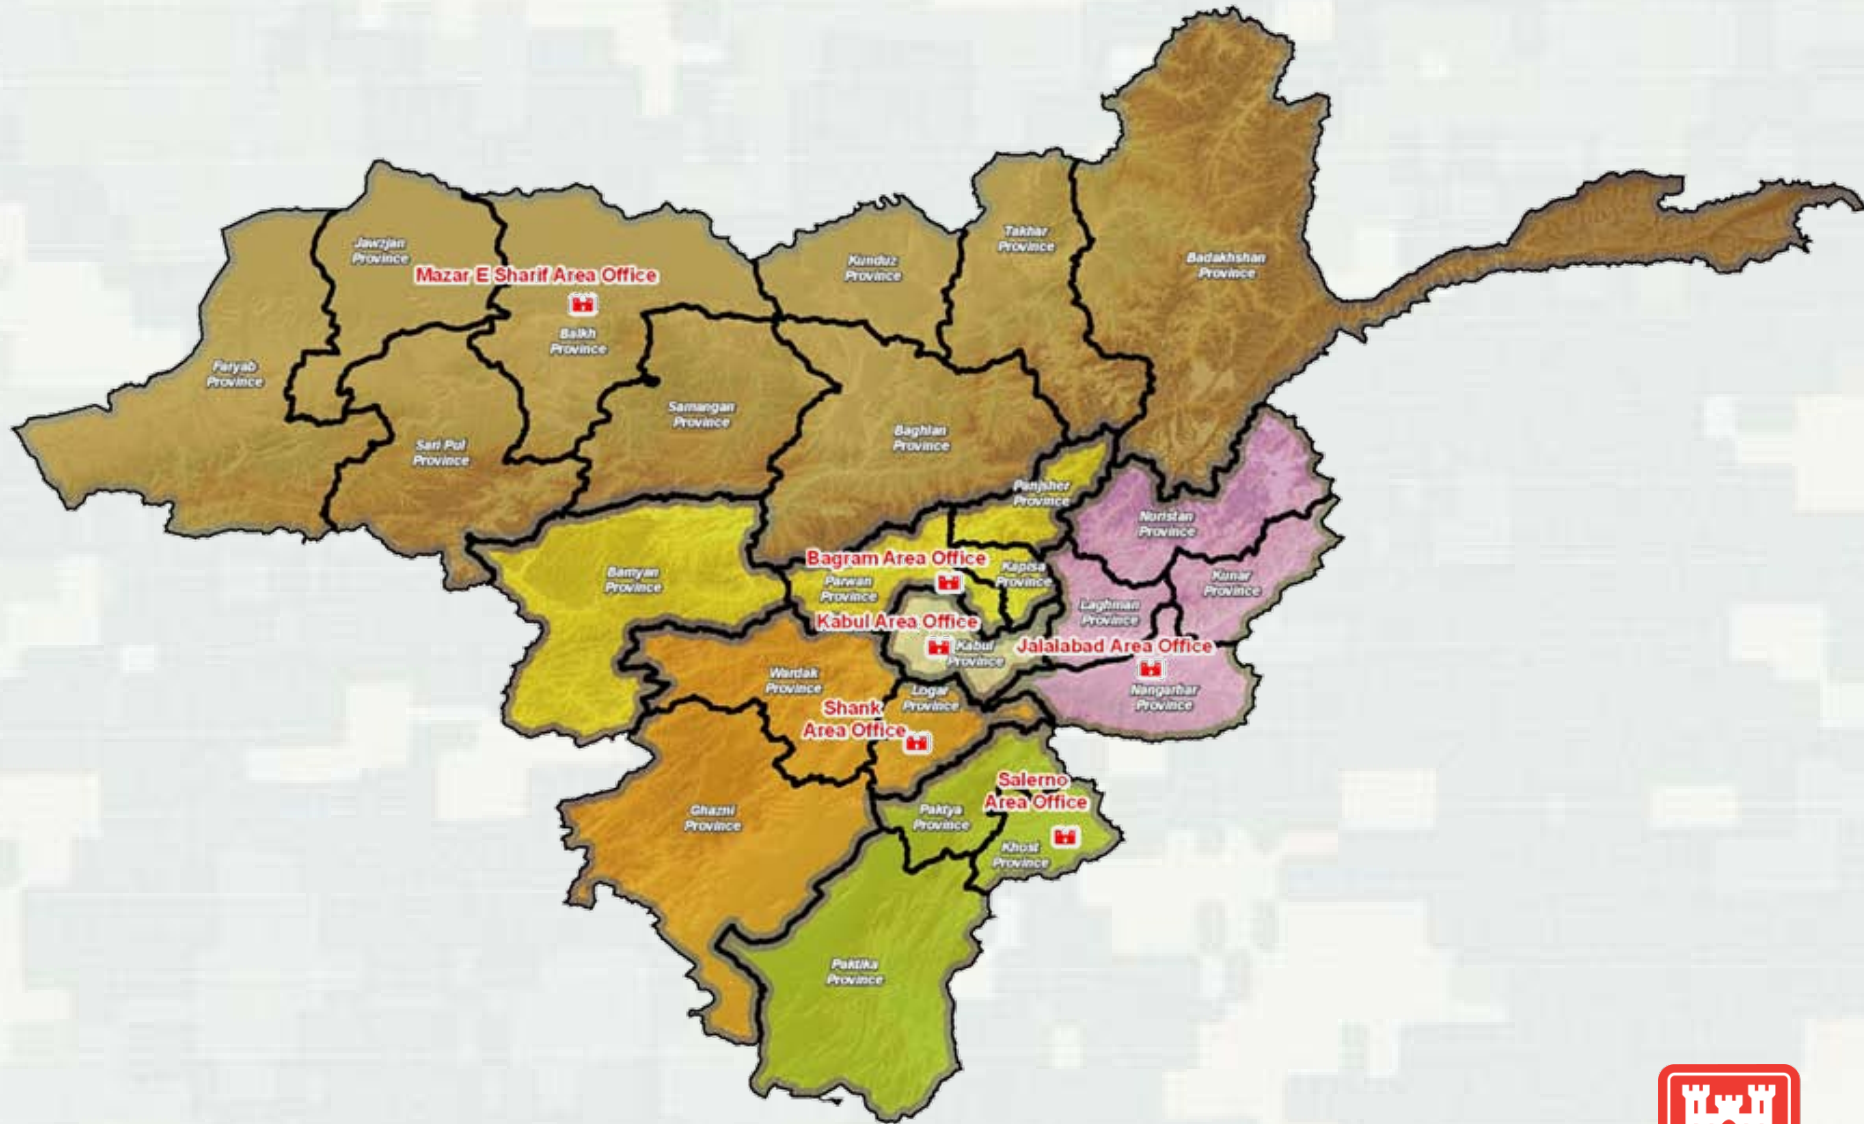 Jawzjan
Province
Mazar E Sharif Area Office
Balkh
Province
Kunduz
Province
Takhar
Province
Badakhshan
Province
Faryab
Province
Sari Pul
Province
Samangan
Province
Baghlan
Province
Panjsher
Province
Noristan
Province
Bamyan
Province
Bagram Area Office
Parwan
Province
Kapisa
Province
Kunar
Province
Laghman
Province
Kabul Area Office
Kabul
Province
Jalalabad Area Office
Nangarhar
Province
Wardak
Province
Logar
Province
Shank
Area Office
Salerno
Area Office
Ghazni
Province
Paktya
Province
Khost
Province
Paktika
Province